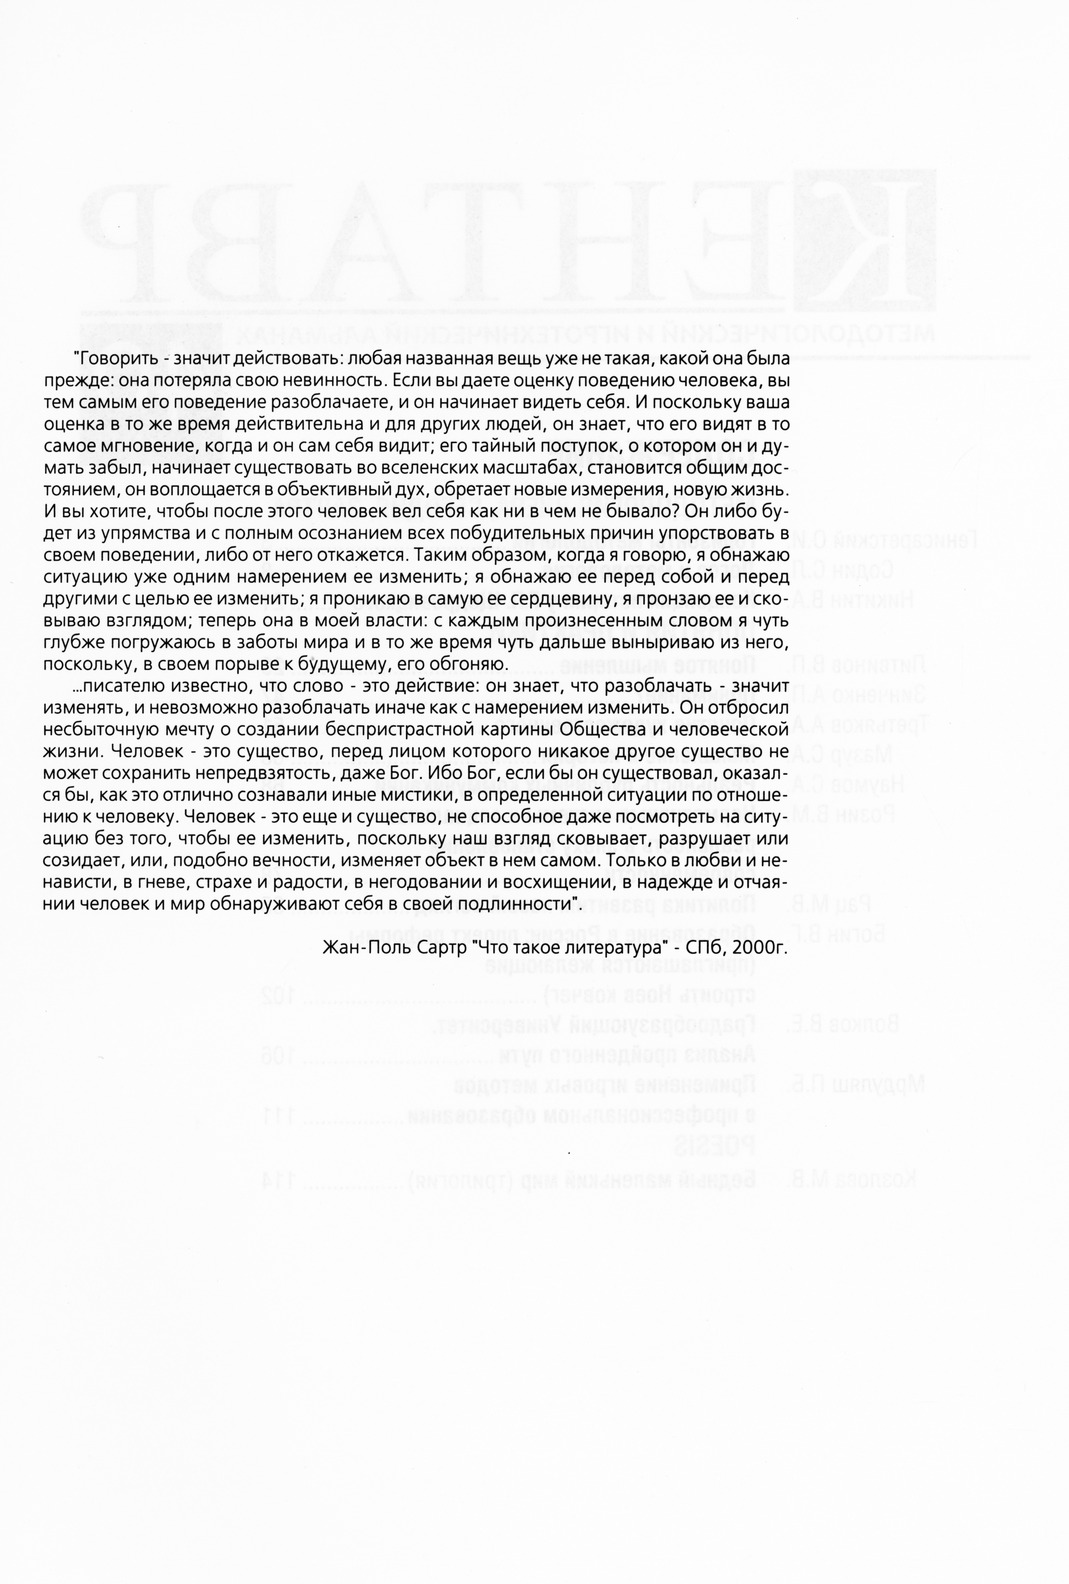 "Говорить - значит действовать: любая названная вещь уже не такая, какой она была
прежде: она потеряла свою невинность. Если вы даете оценку поведению человека, вы
тем самым его поведение разоблачаете, и он начинает видеть себя. И поскольку ваша
оценка в то же время действительна и для других людей, он знает, что его видят в то
самое мгновение, когда и он сам себя видит; его тайный поступок, о котором он и ду-
мать забыл, начинает существовать во вселенских масштабах, становится общим дос-
тоянием, он воплощается в объективный дух, обретает новые измерения, новую жизнь.
И вы хотите, чтобы после этого человек вел себя как ни в чем не бывало? Он либо бу-
дет из упрямства и с полным осознанием всех побудительных причин упорствовать в
своем поведении, либо от него откажется. Таким образом, когда я говорю, я обнажаю
ситуацию уже одним намерением ее изменить; я обнажаю ее перед собой и перед
другими с целью ее изменить; я проникаю в самую ее сердцевину, я пронзаю ее и ско-
вываю взглядом; теперь она в моей власти: с каждым произнесенным словом я чуть
глубже погружаюсь в заботы мира и в то же время чуть дальше выныриваю из него,
поскольку, в своем порыве к будущему, его обгоняю.
...писателю известно, что слово - это действие: он знает, что разоблачать - значит
изменять, и невозможно разоблачать иначе как с намерением изменить. Он отбросил
несбыточную мечту о создании беспристрастной картины Общества и человеческой
жизни. Человек - это существо, перед лицом которого никакое другое существо не
может сохранить непредвзятость, даже Бог. Ибо Бог, если бы он существовал, оказал-
ся бы, как это отлично сознавали иные мистики, в определенной ситуации по отноше-
нию к человеку. Человек - это еще и существо, не способное даже посмотреть на ситу-
ацию без того, чтобы ее изменить, поскольку наш взгляд сковывает, разрушает или
созидает, или, подобно вечности, изменяет объект в нем самом. Только в любви и не-
нависти, в гневе, страхе и радости, в негодовании и восхищении, в надежде и отчая-
нии человек и мир обнаруживают себя в своей подлинности".
Жан-Поль Сартр "Что такое литература" - СПб, 2000г.